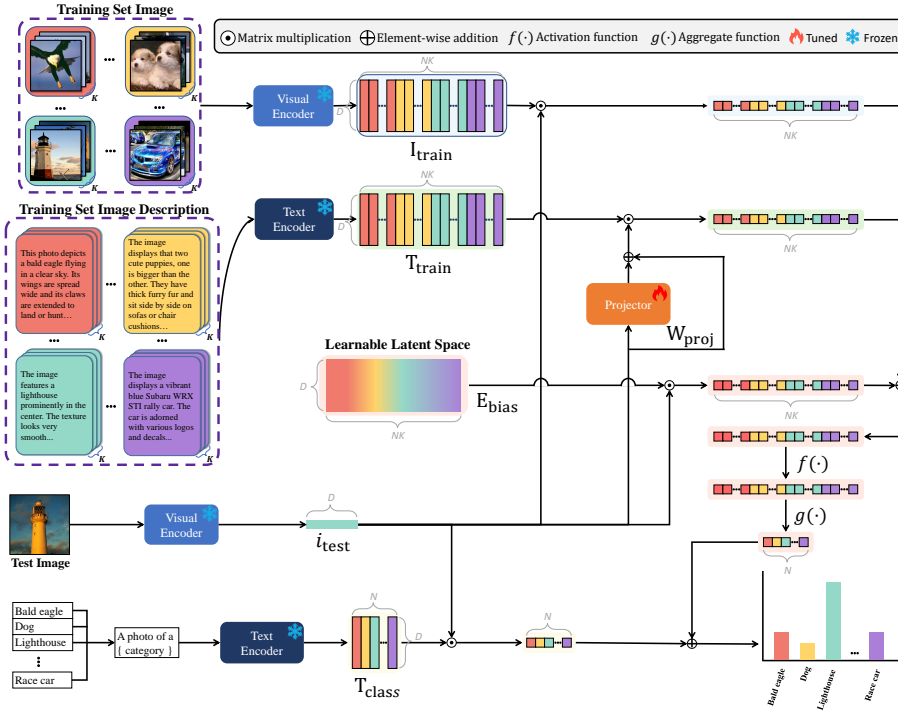 Training Set Image
Matrix multiplication
Element-wise addition
f(·) Activation function
g(·) Aggregate function
Tuned
Frozen
...
K
K
...
...
...
K
K
Visual
Encoder
NK
D
I_train
NK
Training Set Image Description
This photo depicts
a bald eagle flying
in a clear sky. Its
wings are spread
wide and its claws
are extended to
land or hunt…
K
...
The image
displays that two
cute puppies, one
is bigger than the
other. They have
thick furry fur and
sit side by side on
sofas or chair
cushions…
K
...
...
The image
features a
lighthouse
prominently in the
center. The texture
looks very
smooth...
K
...
The image
displays a vibrant
blue Subaru WRX
STI rally car. The
car is adorned
with various logos
and decals...
K
Text
Encoder
NK
D
T_train
NK
Projector
W_proj
Learnable Latent Space
D
NK
E_bias
NK
f(·)
g(·)
N
Test Image
Visual
Encoder
D
i_test
Bald eagle
Dog
Lighthouse
Race car
A photo of a
{ category }
Text
Encoder
N
D
T_class
N
...
Bald eagle
Dog
Lighthouse
Race car